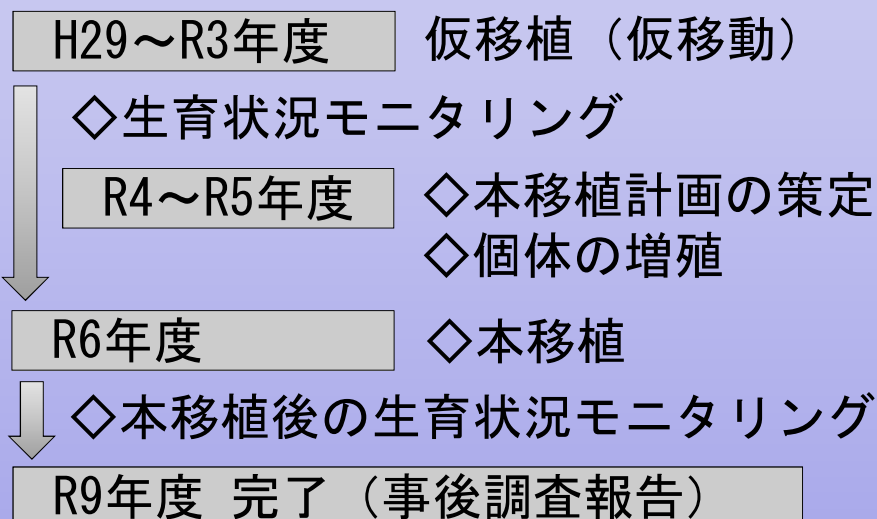 H29～R3年度 仮移植（仮移動）
◇生育状況モニタリング
R4～R5年度 ◇本移植計画の策定
◇個体の増殖
R6年度 ◇本移植
◇本移植後の生育状況モニタリング
R9年度 完了（事後調査報告）